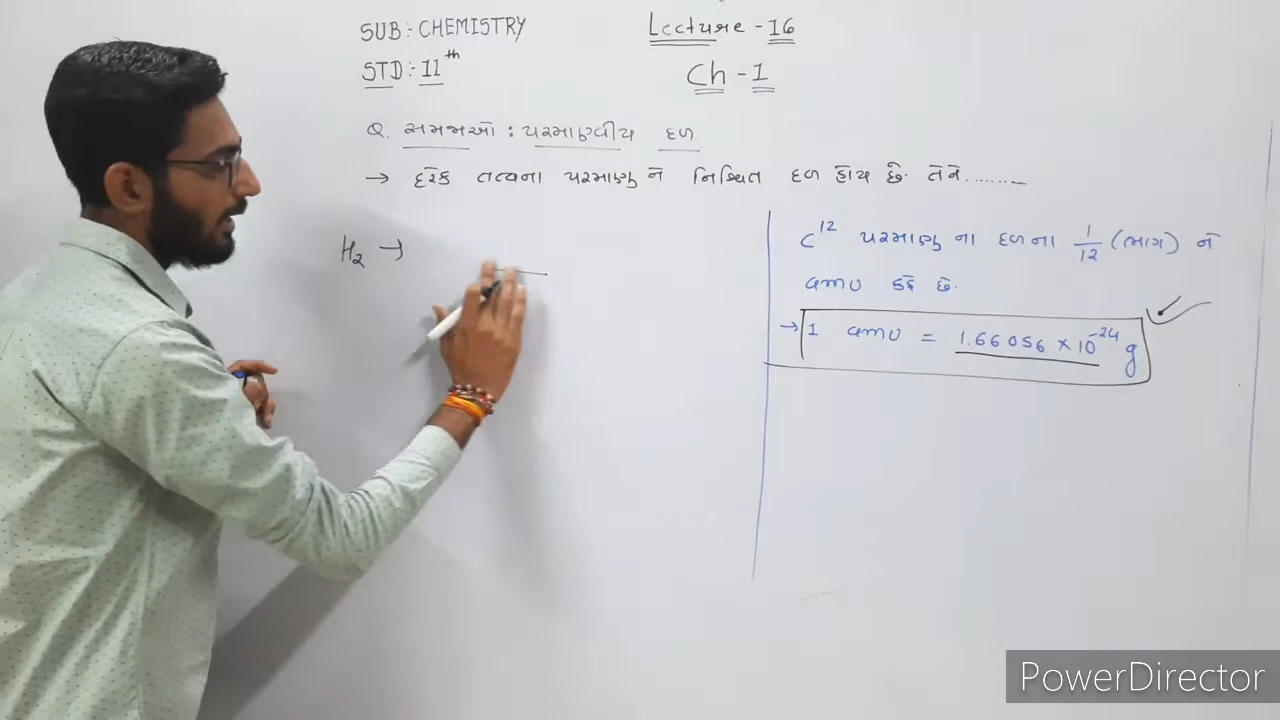 SUB:- CHEMISTRY
Lecture - 16
STD:- 11th
Ch - 1
Q. સમજાઓ : પરમાણ્વીય દળ
→ દરેક તત્વના પરમાણુ ને નિશ્ચિત દળ હોય છે. તેને.........
H2 →
C12 પરમાણુ ના દળના 1/12 (ભાગ) ને
amu કહે છે.
→ 1 amu = 1.66056 × 10-24 g
PowerDirector